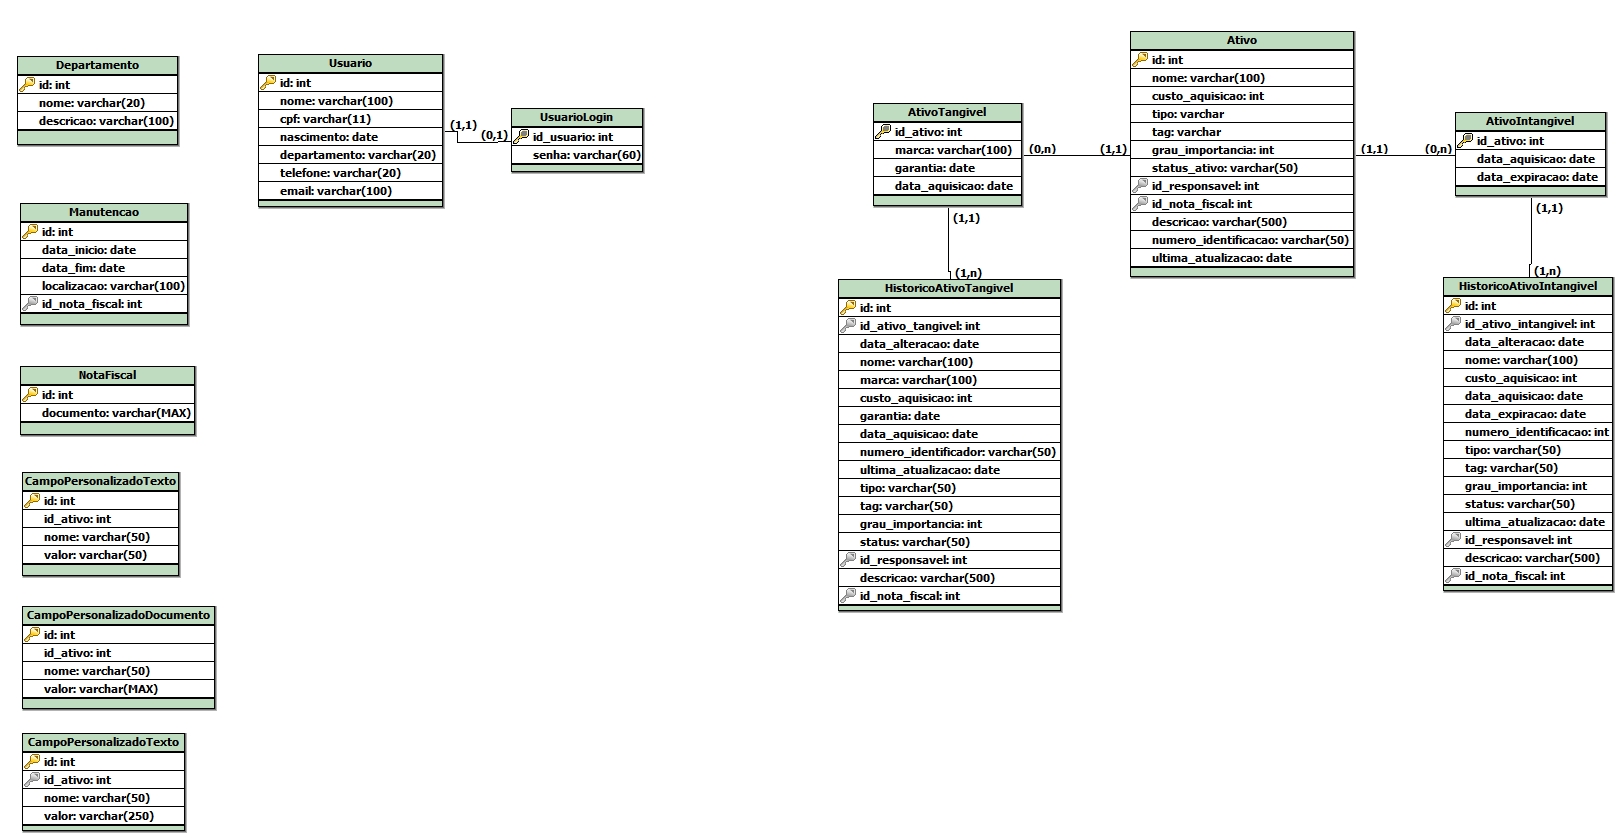 Departamento
id: int
nome: varchar(20)
descricao: varchar(100)
Manutencao
id: int
data_inicio: date
data_fim: date
localizacao: varchar(100)
id_nota_fiscal: int
NotaFiscal
id: int
documento: varchar(MAX)
CampoPersonalizadoTexto
id: int
id_ativo: int
nome: varchar(50)
valor: varchar(50)
CampoPersonalizadoDocumento
id: int
id_ativo: int
nome: varchar(50)
valor: varchar(MAX)
CampoPersonalizadoTexto
id: int
id_ativo: int
nome: varchar(50)
valor: varchar(250)
Usuario
id: int
nome: varchar(100)
cpf: varchar(11)
nascimento: date
departamento: varchar(20)
telefone: varchar(20)
email: varchar(100)
(1,1)
(0,1)
UsuarioLogin
id_usuario: int
senha: varchar(60)
AtivoTangivel
id_ativo: int
marca: varchar(100)
garantia: date
data_aquisicao: date
(0,n)
(1,1)
(1,1)
(1,n)
HistoricoAtivoTangivel
id: int
id_ativo_tangivel: int
data_alteracao: date
nome: varchar(100)
marca: varchar(100)
custo_aquisicao: int
garantia: date
data_aquisicao: date
numero_identificador: varchar(50)
ultima_atualizacao: date
tipo: varchar(50)
tag: varchar(50)
grau_importancia: int
status: varchar(50)
id_responsavel: int
descricao: varchar(500)
id_nota_fiscal: int
Ativo
id: int
nome: varchar(100)
custo_aquisicao: int
tipo: varchar
tag: varchar
grau_importancia: int
status_ativo: varchar(50)
id_responsavel: int
id_nota_fiscal: int
descricao: varchar(500)
numero_identificacao: varchar(50)
ultima_atualizacao: date
(1,1)
(0,n)
AtivoIntangivel
id_ativo: int
data_aquisicao: date
data_expiracao: date
(1,1)
(1,n)
HistoricoAtivoIntangivel
id: int
id_ativo_intangivel: int
data_alteracao: date
nome: varchar(100)
custo_aquisicao: int
data_aquisicao: date
data_expiracao: date
numero_identificacao: int
tipo: varchar(50)
tag: varchar(50)
grau_importancia: int
status: varchar(50)
ultima_atualizacao: date
id_responsavel: int
descricao: varchar(500)
id_nota_fiscal: int